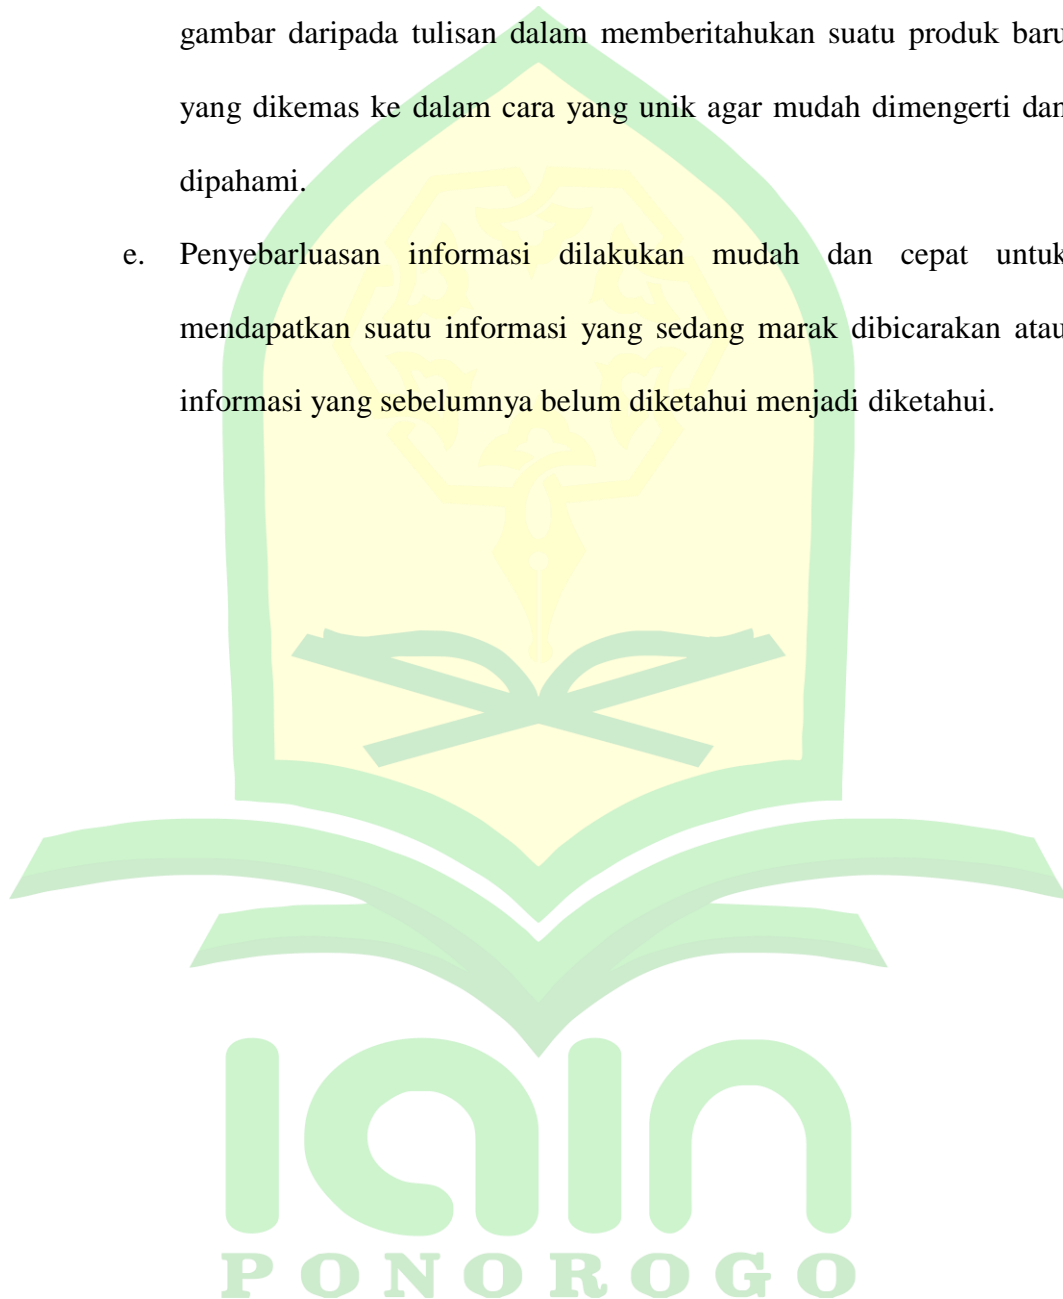 gambar daripada tulisan dalam memberitahukan suatu produk baru
yang dikemas ke dalam cara yang unik agar mudah dimengerti dan
dipahami.
e. Penyebarluasan informasi dilakukan mudah dan cepat untuk
mendapatkan suatu informasi yang sedang marak dibicarakan atau
informasi yang sebelumnya belum diketahui menjadi diketahui.
iain
PONOROGO